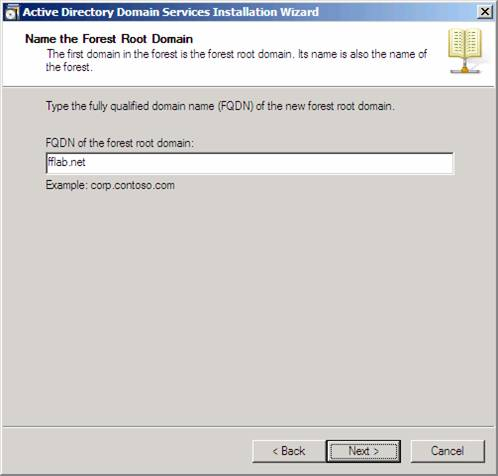 Active Directory Domain Services Installation Wizard
Name the Forest Root Domain
The first domain in the forest is the forest root domain. Its name is also the name of
the forest.
Type the fully qualified domain name (FQDN) of the new forest root domain.
FQDN of the forest root domain:
fflab.net
Example: corp.contoso.com
< Back
Next >
Cancel